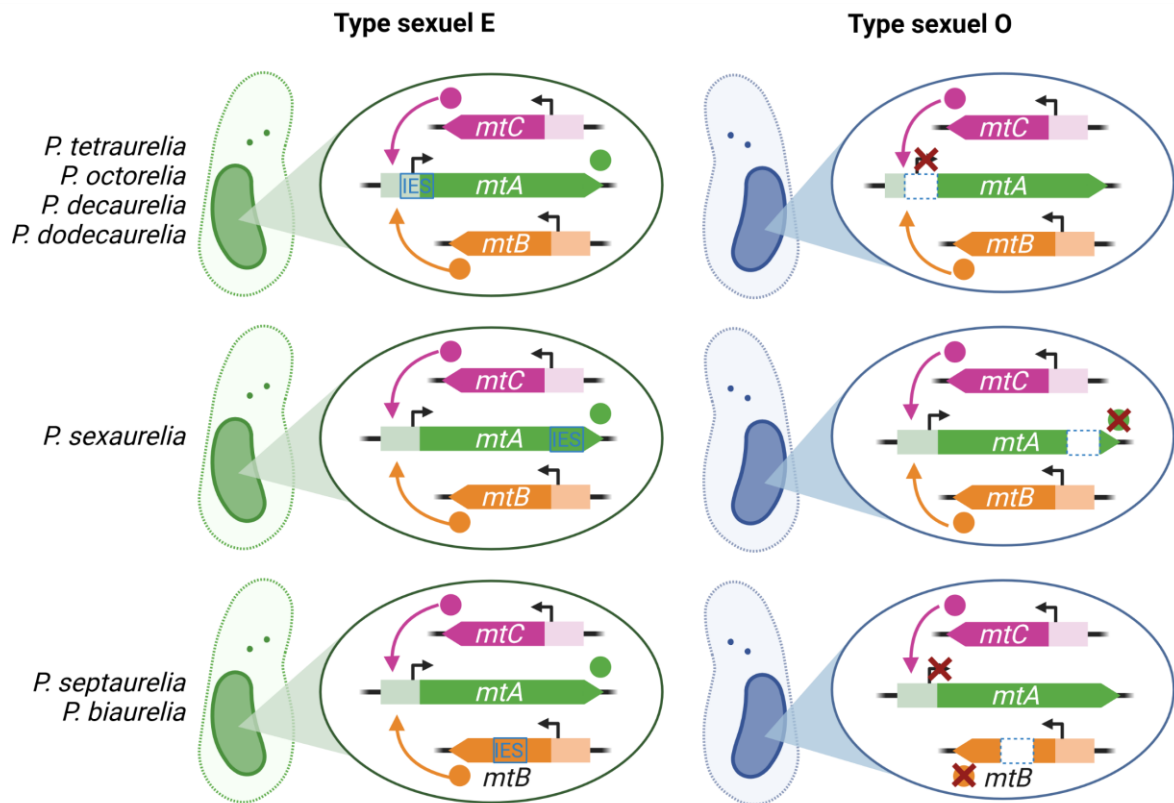 Type sexuel E
Type sexuel O
P. tetraurelia
P. octorelia
P. decaurelia
P. dodecaurelia
mtC
IES mtA
mtB
mtC
mtA
mtB
P. sexaurelia
mtC
mtA IES
mtB
mtC
mtA
mtB
P. septaurelia
P. biaurelia
mtC
mtA
IES
mtB
mtC
mtA
mtB